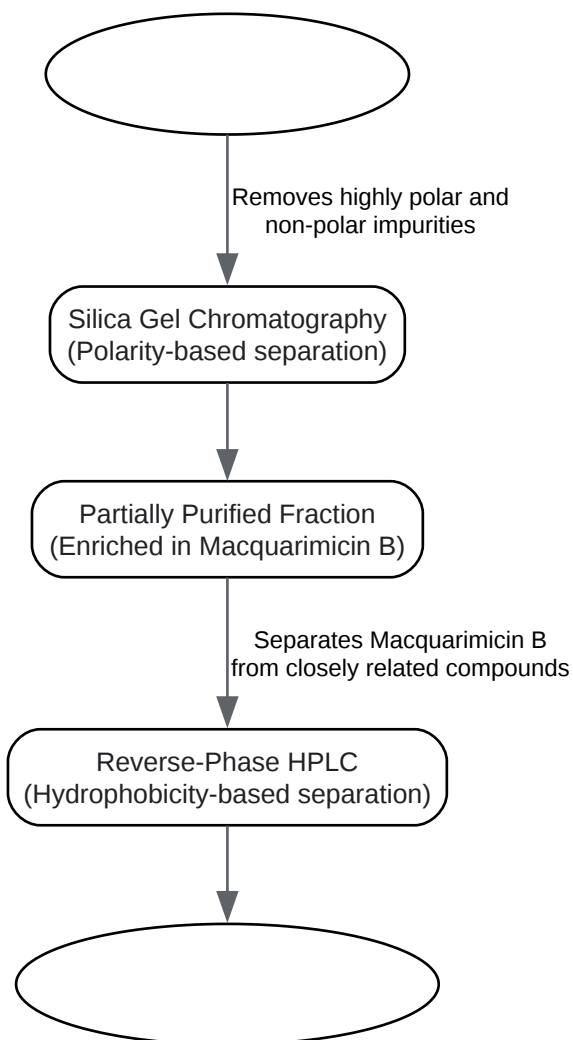 Removes highly polar and
non-polar impurities
Silica Gel Chromatography
(Polarity-based separation)
Partially Purified Fraction
(Enriched in Macquarimicin B)
Separates Macquarimicin B
from closely related compounds
Reverse-Phase HPLC
(Hydrophobicity-based separation)